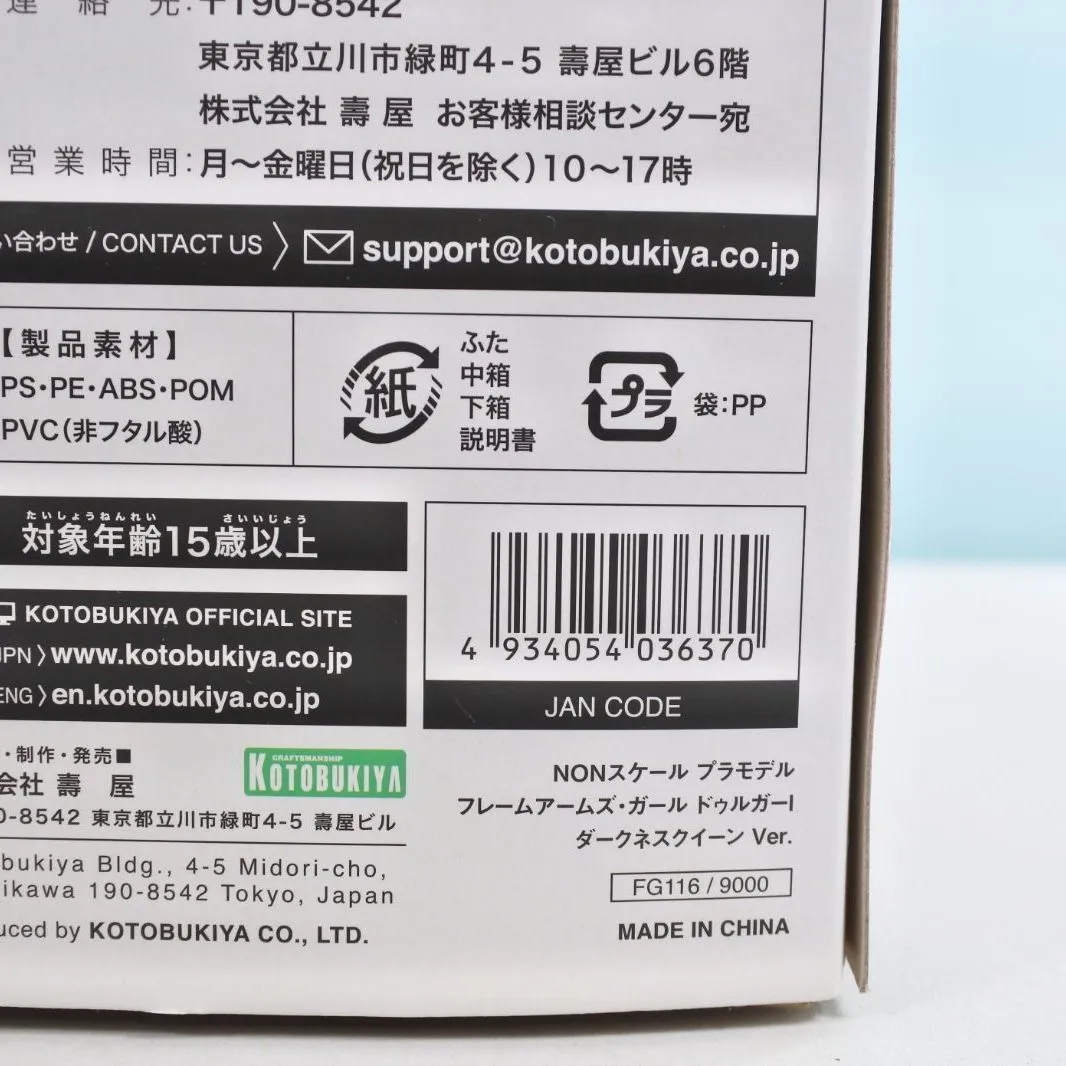 連絡先:〒190-8542
東京都立川市緑町4-5 壽屋ビル6階
株式会社 壽屋 お客様相談センター宛
営業時間:月～金曜日(祝日を除く)10～17時
い合わせ / CONTACT US 〉 support@kotobukiya.co.jp
【製品素材】
PS・PE・ABS・POM
PVC(非フタル酸)
紙
ふた
中箱
下箱
説明書
プラ
袋:PP
たいしょうねんれい さいいじょう
対象年齢15歳以上
KOTOBUKIYA OFFICIAL SITE
JPN 〉www.kotobukiya.co.jp
ENG 〉en.kotobukiya.co.jp
4 934054 036370
JAN CODE
・制作・発売■
会社 壽屋
CRAFTSMANSHIP
KOTOBUKIYA
0-8542 東京都立川市緑町4-5 壽屋ビル
bukiya Bldg., 4-5 Midori-cho,
ikawa 190-8542 Tokyo, Japan
uced by KOTOBUKIYA CO., LTD.
NONスケール プラモデル
フレームアームズ・ガール ドゥルガーI
ダークネスクイーン Ver.
FG116 / 9000
MADE IN CHINA